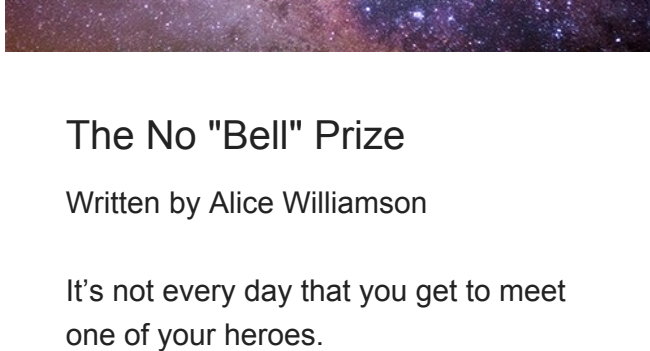 The No "Bell" Prize
Written by Alice Williamson
It’s not every day that you get to meet
one of your heroes.